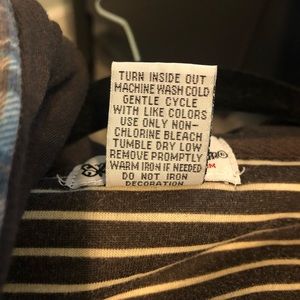 TURN INSIDE OUT
MACHINE WASH COLD
GENTLE CYCLE
WITH LIKE COLORS
USE ONLY NON-
CHLORINE BLEACH
TUMBLE DRY LOW
REMOVE PROMPTLY
WARM IRON IF NEEDED
DO NOT IRON
DECORATION